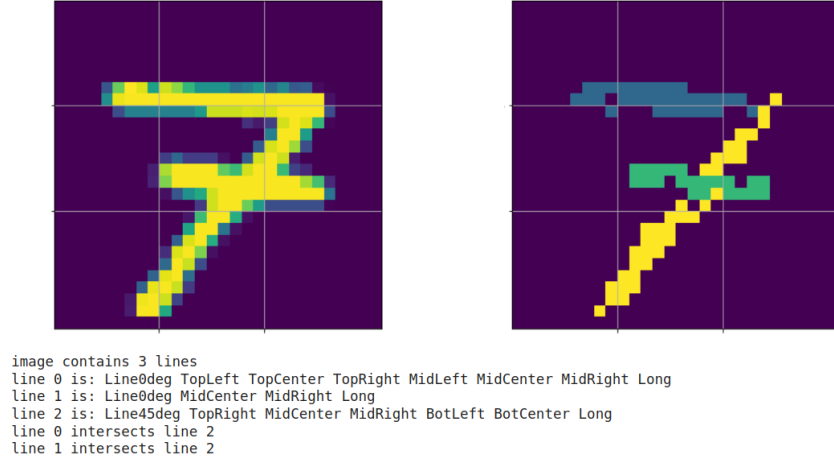 image contains 3 lines
line 0 is: Line0deg TopLeft TopCenter TopRight MidLeft MidCenter MidRight Long
line 1 is: Line0deg MidCenter MidRight Long
line 2 is: Line45deg TopRight MidCenter MidRight BotLeft BotCenter Long
line 0 intersects line 2
line 1 intersects line 2